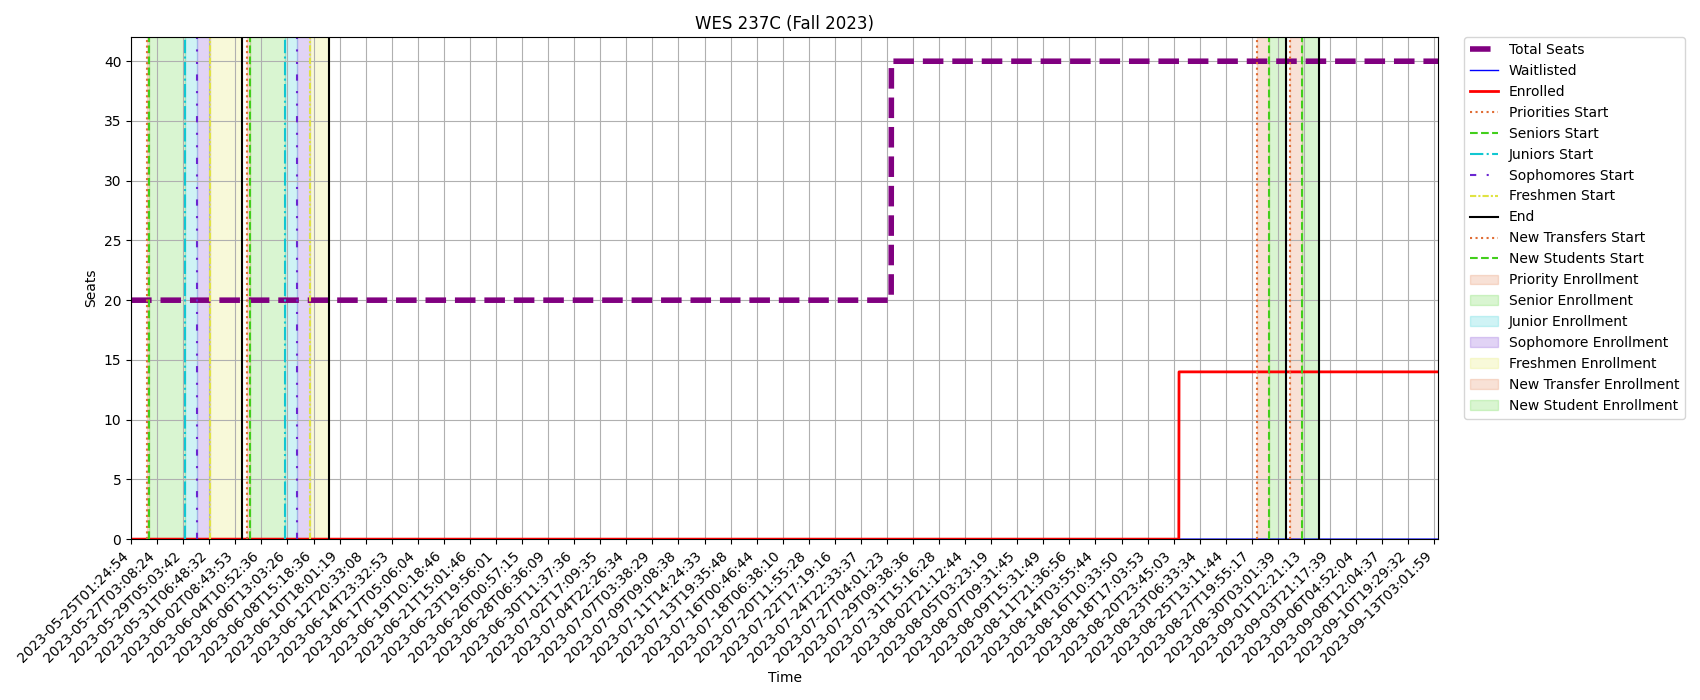 WES 237C (Fall 2023)
Seats
40
35
30
25
20
15
10
5
0
2023-05-25T01:24:54
2023-05-27T03:08:24
2023-05-29T05:03:42
2023-05-31T06:48:32
2023-06-02T08:43:53
2023-06-04T10:52:36
2023-06-06T13:03:26
2023-06-08T15:18:36
2023-06-10T18:01:19
2023-06-12T20:33:08
2023-06-14T23:32:53
2023-06-17T05:06:04
2023-06-19T10:18:46
2023-06-21T15:01:46
2023-06-23T19:56:01
2023-06-26T00:57:15
2023-06-28T06:36:09
2023-06-30T11:37:36
2023-07-02T17:09:35
2023-07-04T22:26:34
2023-07-07T03:38:29
2023-07-09T09:08:38
2023-07-11T14:24:33
2023-07-13T19:35:48
2023-07-16T00:46:44
2023-07-18T06:38:10
2023-07-20T11:55:28
2023-07-22T17:19:16
2023-07-24T22:33:37
2023-07-27T04:01:23
2023-07-29T09:38:36
2023-07-31T15:16:28
2023-08-02T21:12:44
2023-08-05T03:23:19
2023-08-07T09:31:45
2023-08-09T15:31:49
2023-08-11T21:36:56
2023-08-14T03:55:44
2023-08-16T10:33:50
2023-08-18T17:03:53
2023-08-20T23:45:03
2023-08-23T06:33:34
2023-08-25T13:11:44
2023-08-27T19:55:17
2023-08-30T03:01:39
2023-09-01T12:21:13
2023-09-03T21:17:39
2023-09-06T04:52:04
2023-09-08T12:04:37
2023-09-10T19:29:32
2023-09-13T03:01:59
Time
Total Seats
Waitlisted
Enrolled
Priorities Start
Seniors Start
Juniors Start
Sophomores Start
Freshmen Start
End
New Transfers Start
New Students Start
Priority Enrollment
Senior Enrollment
Junior Enrollment
Sophomore Enrollment
Freshmen Enrollment
New Transfer Enrollment
New Student Enrollment